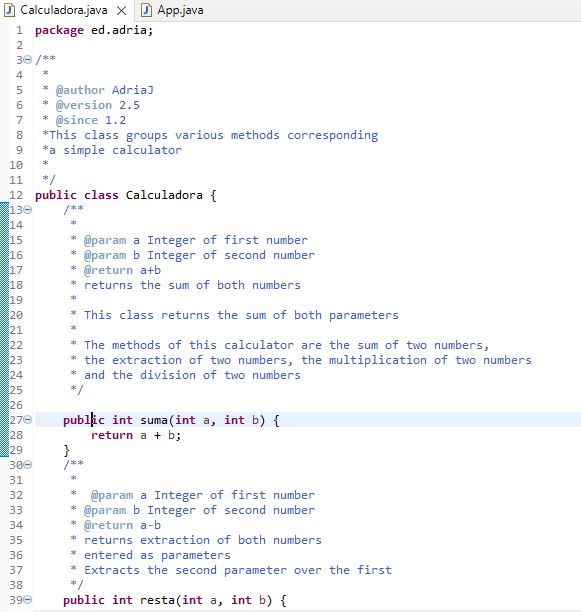 Calculadora.java App.java
1 package ed.adria;
2
3 /**
4 *
5 * @author AdriaJ
6 * @version 2.5
7 * @since 1.2
8 *This class groups various methods corresponding
9 *a simple calculator
10 *
11 */
12 public class Calculadora {
13 /**
14 *
15 * @param a Integer of first number
16 * @param b Integer of second number
17 * @return a+b
18 * returns the sum of both numbers
19 *
20 * This class returns the sum of both parameters
21 *
22 * The methods of this calculator are the sum of two numbers,
23 * the extraction of two numbers, the multiplication of two numbers
24 * and the division of two numbers
25 */
26
27 public int suma(int a, int b) {
28 return a + b;
29 }
30 /**
31 *
32 * @param a Integer of first number
33 * @param b Integer of second number
34 * @return a-b
35 * returns extraction of both numbers
36 * entered as parameters
37 * Extracts the second parameter over the first
38 */
39 public int resta(int a, int b) {